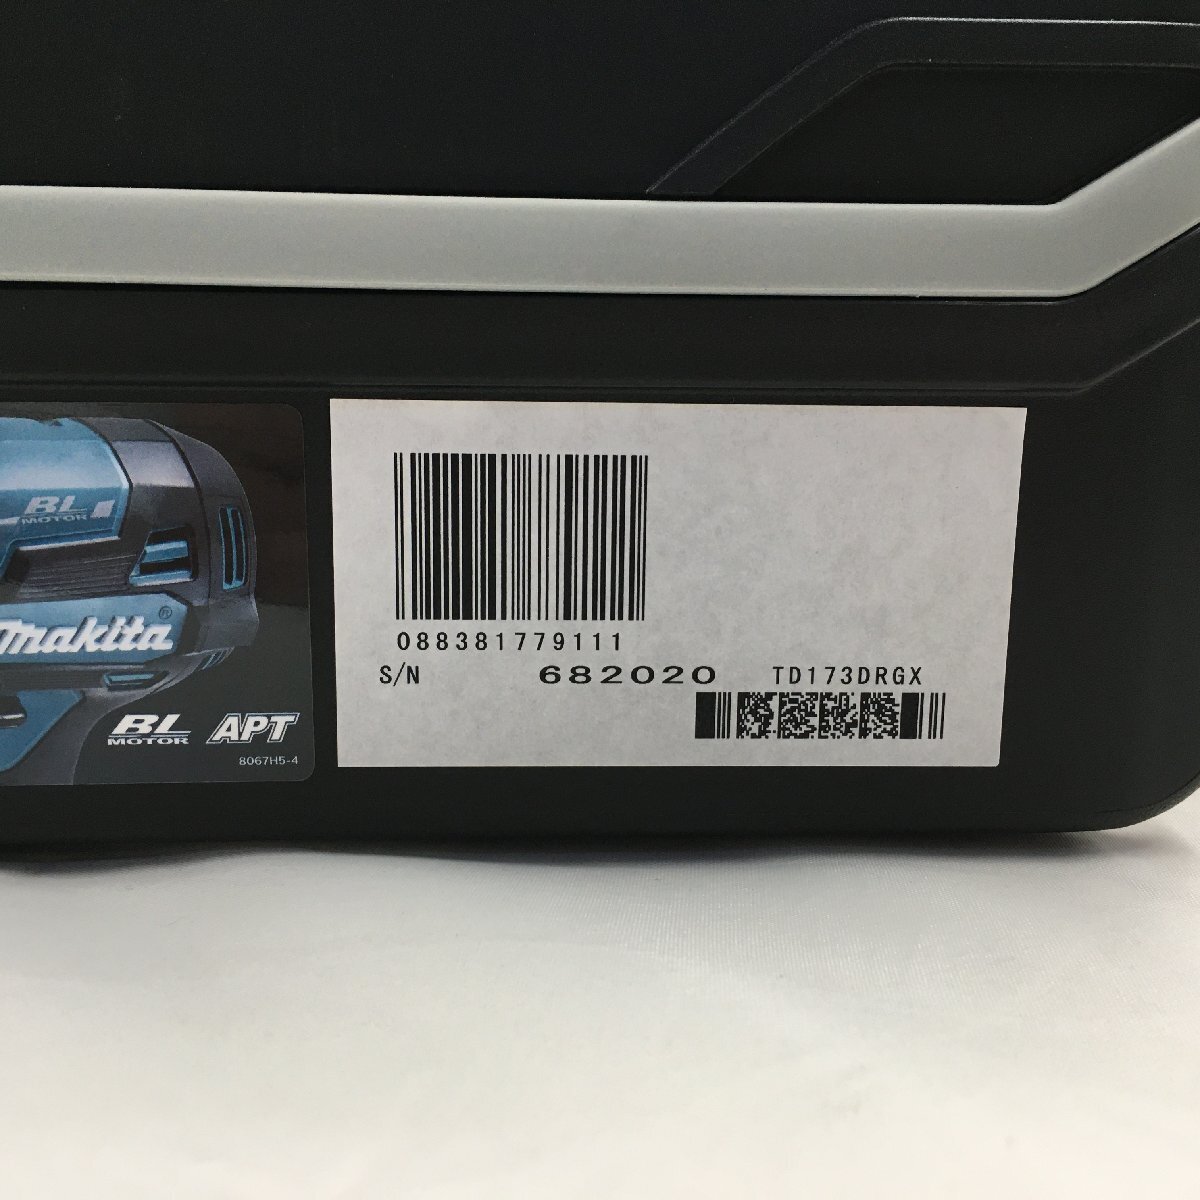 BL
MOTOR
makita®
BL
MOTOR
APT
8067H5-4
088381779111
S/N 682020 TD173DRGX